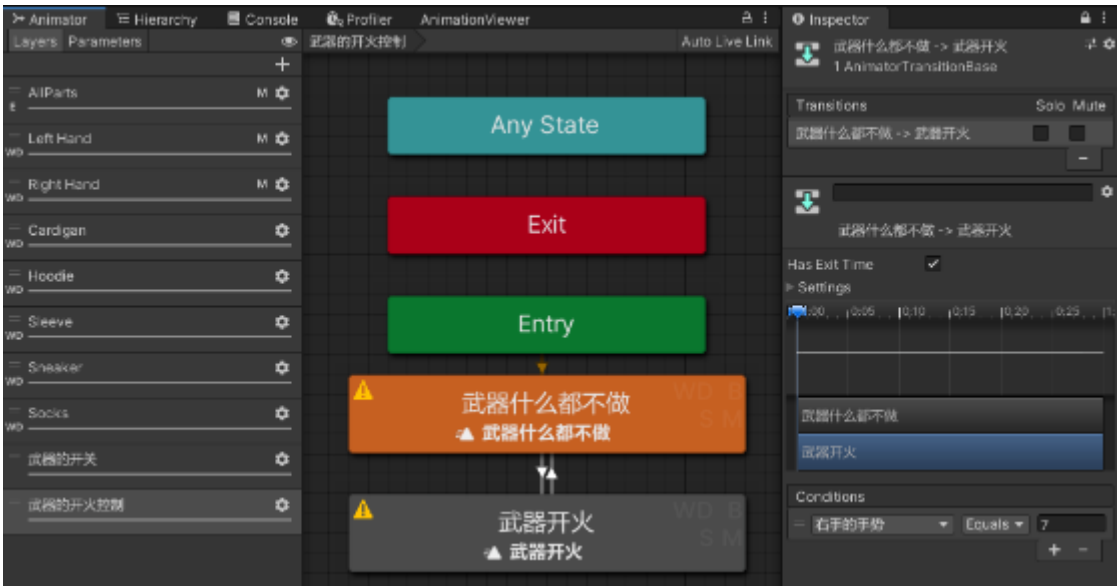 Animator
Hierarchy
Console
Profiler
AnimationViewer
Layers
Parameters
AllParts
M
E
Left Hand
M
WD
Right Hand
M
WD
Cardigan
WD
Hoodie
WD
Sleeve
WD
Sneaker
WD
Socks
WD
武器的开关
武器的开火控制
武器的开火控制
Auto Live Link
Any State
Exit
Entry
武器什么都不做
武器什么都不做
WD B
S M
武器开火
武器开火
WD B
S M
Inspector
武器什么都不做 -> 武器开火
1 AnimatorTransitionBase
Transitions
Solo Mute
武器什么都不做 -> 武器开火
武器什么都不做 -> 武器开火
Has Exit Time
Settings
:00 0:05 0:10 0:15 0:20 0:25
武器什么都不做
武器开火
Conditions
右手的手势 Equals 7